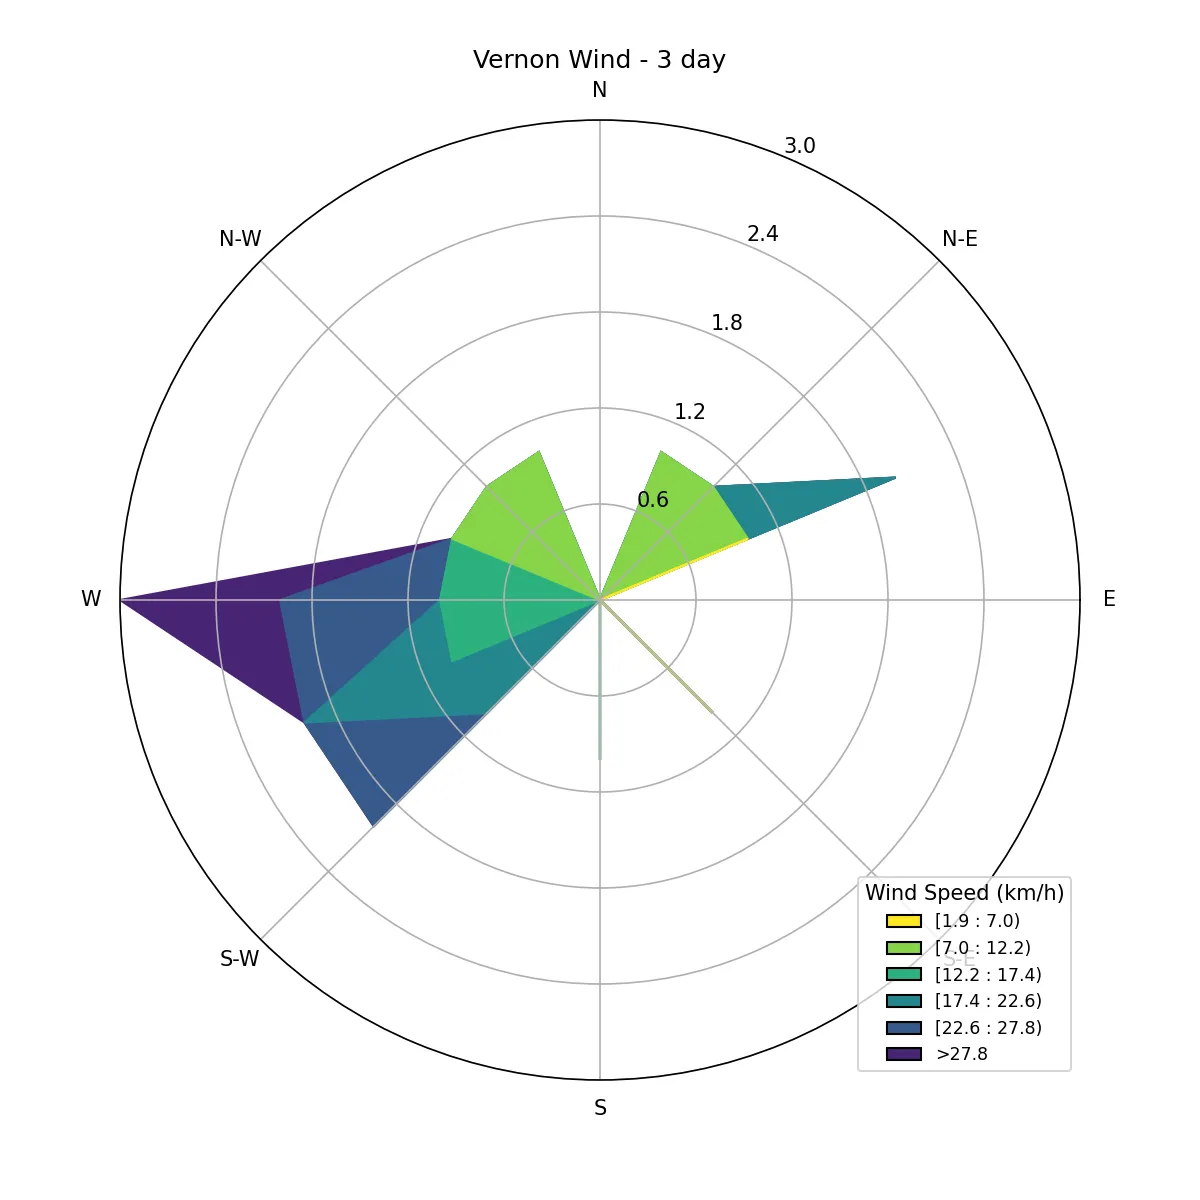 Vernon Wind - 3 day
N
3.0
N-W
2.4
N-E
1.8
1.2
0.6
W
E
Wind Speed (km/h)
[1.9 : 7.0)
[7.0 : 12.2)
S-W
S-E
[12.2 : 17.4)
[17.4 : 22.6)
[22.6 : 27.8)
>27.8
S